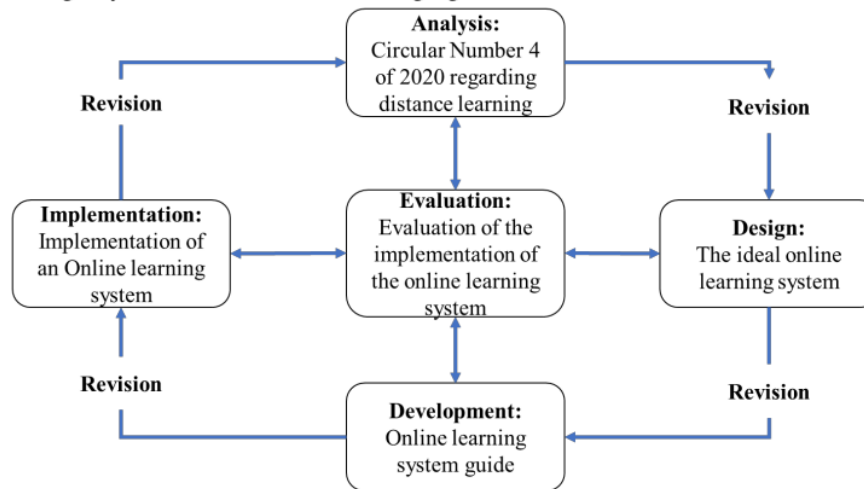 Analysis:
Circular Number 4
of 2020 regarding
distance learning
Revision
Revision
Implementation:
Implementation of
an Online learning
system
Evaluation:
Evaluation of the
implementation of
the online learning
system
Design:
The ideal online
learning system
Revision
Revision
Development:
Online learning
system guide